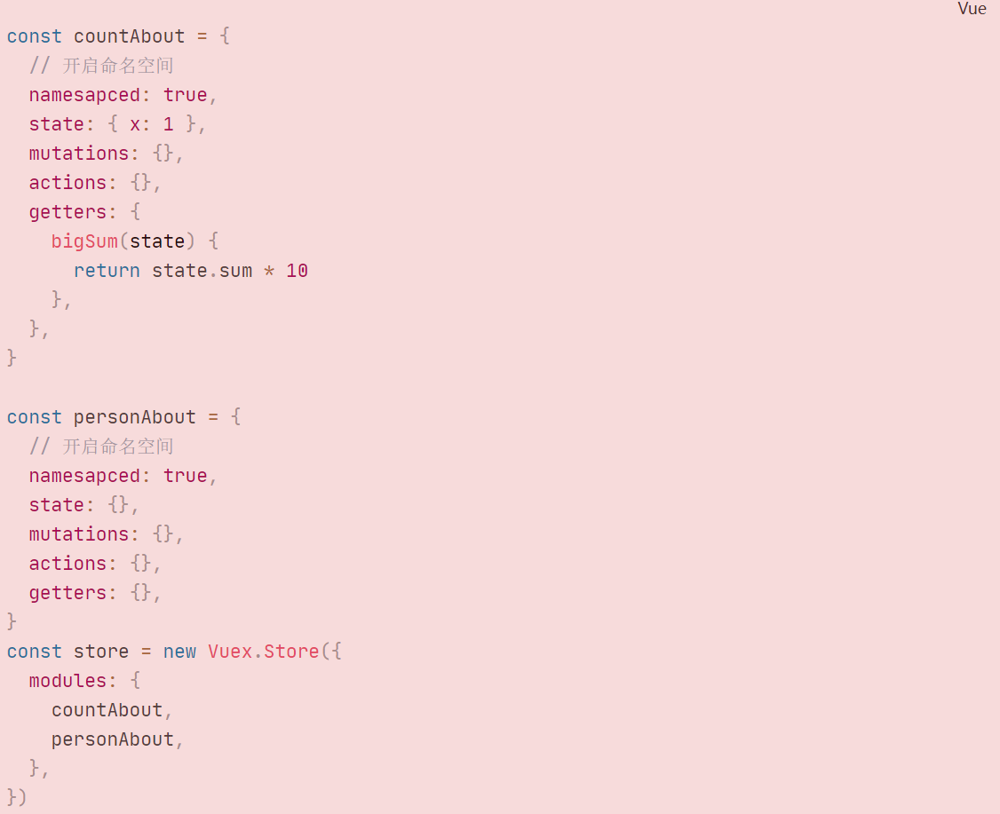 Vue
const countAbout = {
  // 开启命名空间
  namesapced: true,
  state: { x: 1 },
  mutations: {},
  actions: {},
  getters: {
    bigSum(state) {
      return state.sum * 10
    },
  },
}

const personAbout = {
  // 开启命名空间
  namesapced: true,
  state: {},
  mutations: {},
  actions: {},
  getters: {},
}
const store = new Vuex.Store({
  modules: {
    countAbout,
    personAbout,
  },
})